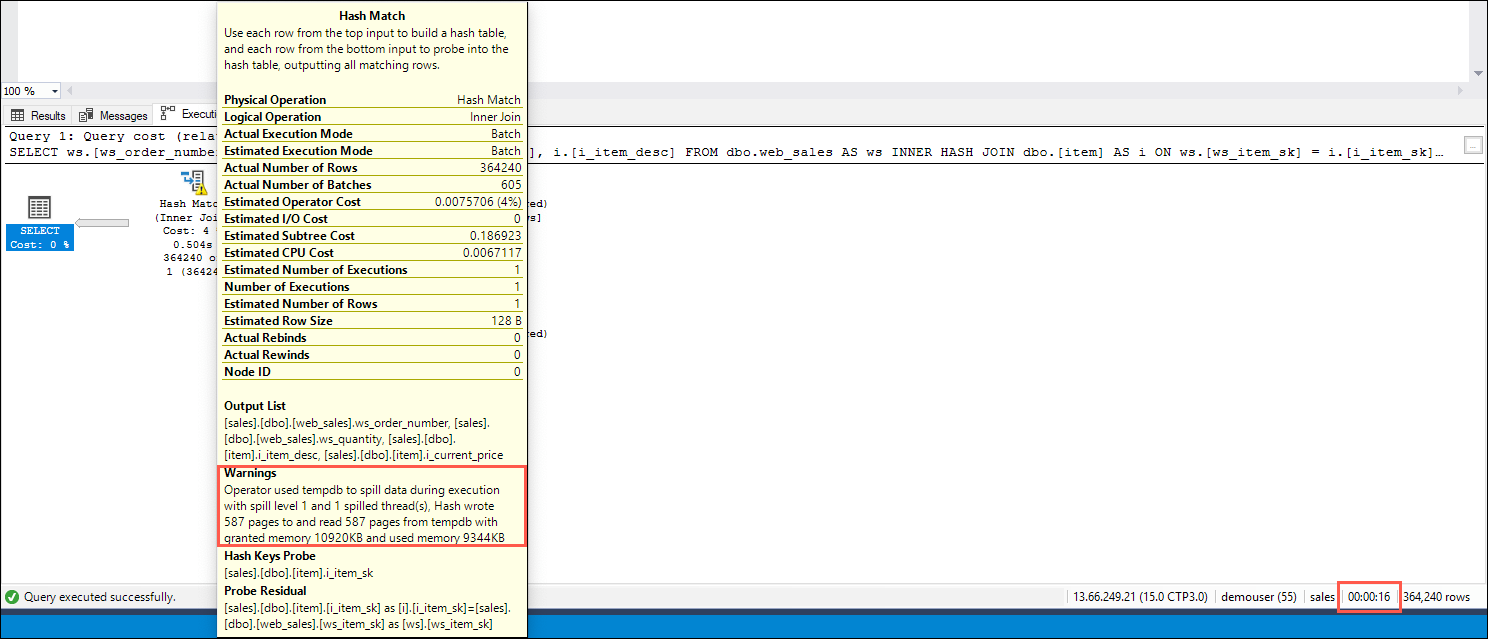 Hash Match
Use each row from the top input to build a hash table,
and each row from the bottom input to probe into the
hash table, outputting all matching rows.
100 %
Physical Operation Hash Match
Results Messages Executi
Logical Operation Inner Join
Query 1: Query cost (rela
Actual Execution Mode Batch
SELECT ws.[ws_order_numbe
], i.[i_item_desc] FROM dbo.web_sales AS ws INNER HASH JOIN dbo.[item] AS i ON ws.[ws_item_sk] = i.[i_item_sk]…
Estimated Execution Mode Batch
Actual Number of Rows 364240
Actual Number of Batches 605
Estimated Operator Cost 0.0075706 (4%)
Estimated I/O Cost 0
Estimated Subtree Cost 0.186923
Estimated CPU Cost 0.0067117
Estimated Number of Executions 1
Number of Executions 1
Estimated Number of Rows 1
Estimated Row Size 128 B
Actual Rebinds 0
Actual Rewinds 0
Node ID 0
SELECT
Cost: 0 %
Hash Matc
(Inner Joi
Cost: 4
0.504s
364240 o
1 (36424
red)
ws]
red)
Output List
[sales].[dbo].[web_sales].ws_order_number, [sales].
[dbo].[web_sales].ws_quantity, [sales].[dbo].
[item].i_item_desc, [sales].[dbo].[item].i_current_price
Warnings
Operator used tempdb to spill data during execution
with spill level 1 and 1 spilled thread(s), Hash wrote
587 pages to and read 587 pages from tempdb with
granted memory 10920KB and used memory 9344KB
Hash Keys Probe
[sales].[dbo].[item].i_item_sk
Probe Residual
[sales].[dbo].[item].[i_item_sk] as [i].[i_item_sk]=[sales].
[dbo].[web_sales].[ws_item_sk] as [ws].[ws_item_sk]
Query executed successfully.
13.66.249.21 (15.0 CTP3.0) demouser (55) sales 00:00:16 364,240 rows